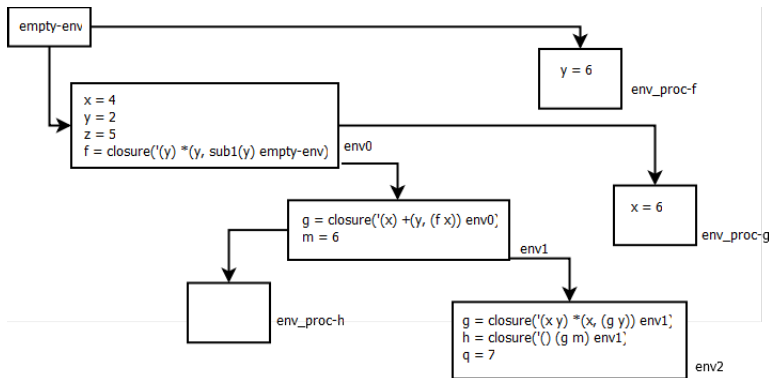 empty-env
y = 6
env_proc-f
x = 4
y = 2
z = 5
f = closure('(y) *(y, sub1(y) empty-env)
env0
x = 6
env_proc-g
g = closure('(x) +(y, (f x)) env0)
m = 6
env1
env_proc-h
g = closure('(x y) *(x, (g y)) env1)
h = closure('() (g m) env1)
q = 7
env2